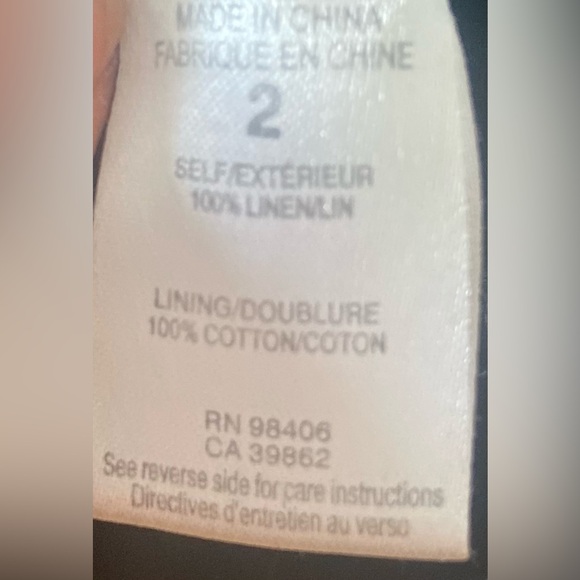 MADE IN CHINA
FABRIQUE EN CHINE
2
SELF/EXTÉRIEUR
100% LINEN/LIN
LINING/DOUBLURE
100% COTTON/COTON
RN 98406
CA 39862
See reverse side for care instructions
Directives d'entretien au verso